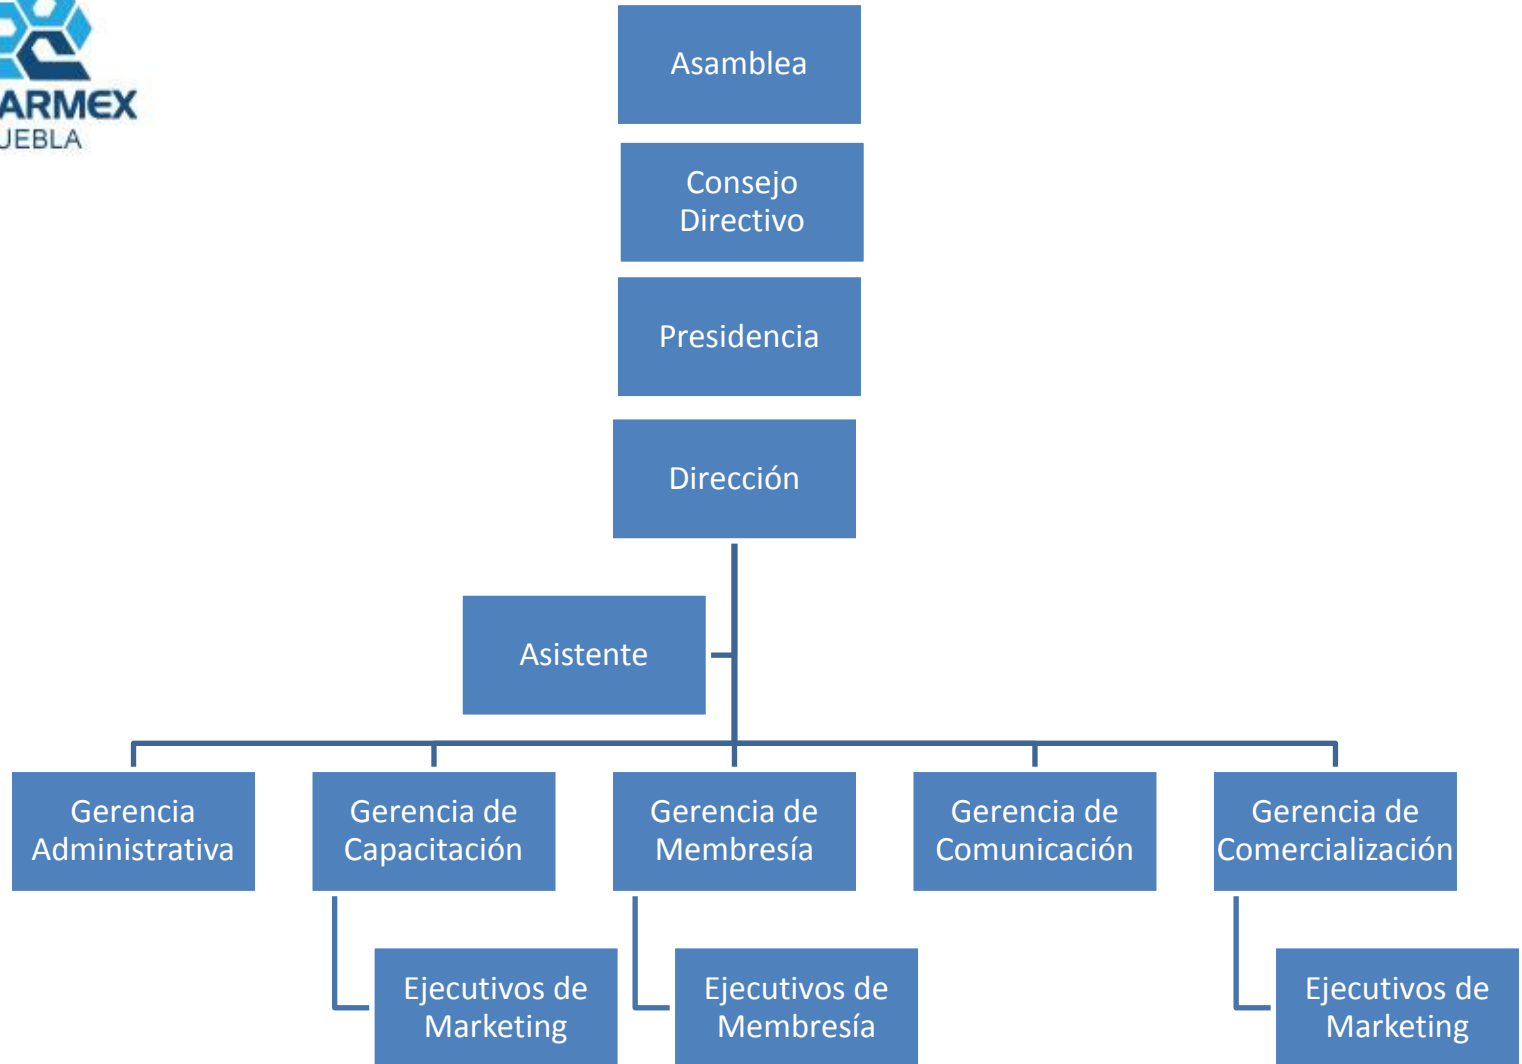 ARMEX
UEBLA
Asamblea
Consejo
Directivo
Presidencia
Dirección
Asistente
Gerencia
Administrativa
Gerencia de
Capacitación
Gerencia de
Membresía
Gerencia de
Comunicación
Gerencia de
Comercialización
Ejecutivos de
Marketing
Ejecutivos de
Membresía
Ejecutivos de
Marketing